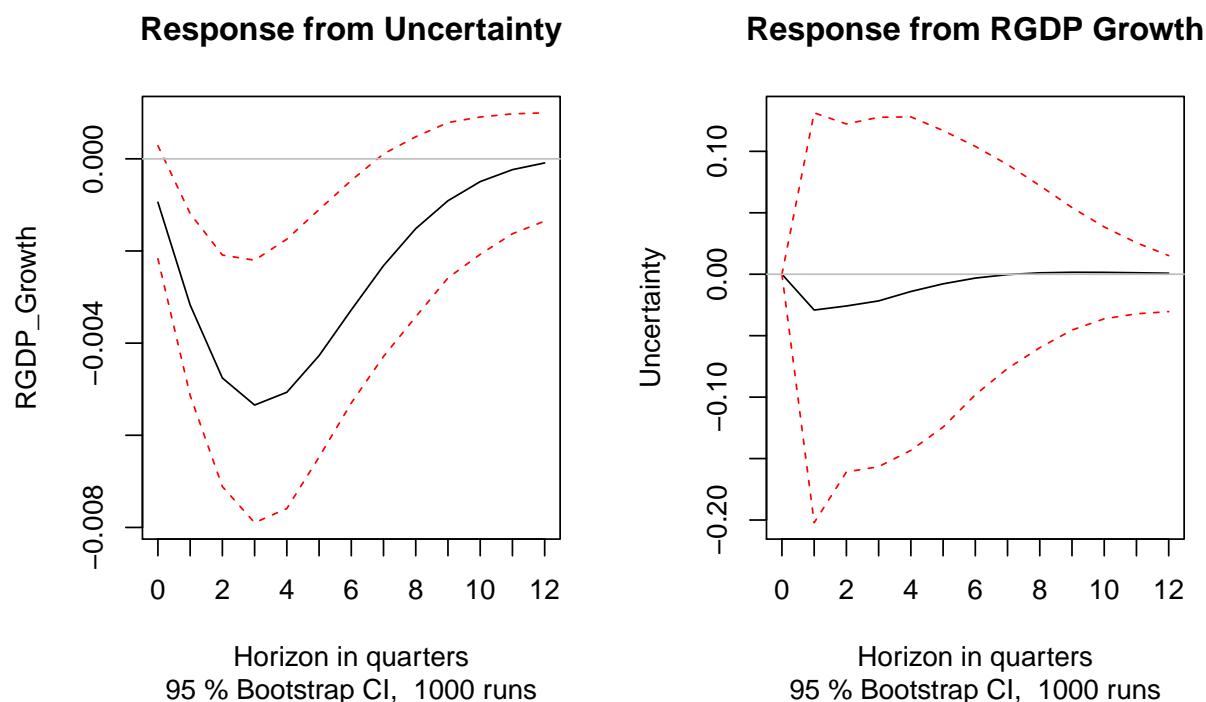 Response from Uncertainty
RGDP_Growth
0.000
−0.004
−0.008
0 2 4 6 8 10 12
Horizon in quarters
95 % Bootstrap CI,  1000 runs
Response from RGDP Growth
Uncertainty
0.10
0.00
−0.10
−0.20
0 2 4 6 8 10 12
Horizon in quarters
95 % Bootstrap CI,  1000 runs